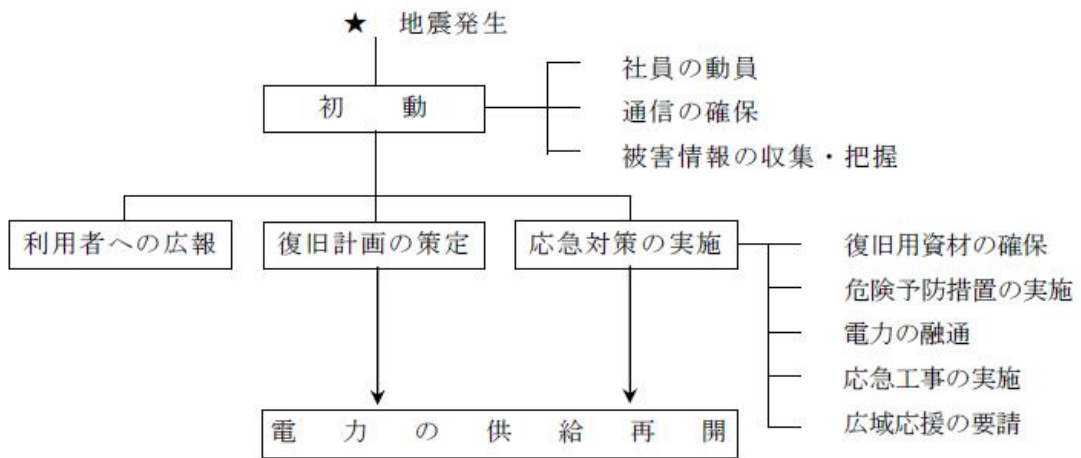 ★ 地震発生
初動
社員の動員
通信の確保
被害情報の収集・把握
利用者への広報
復旧計画の策定
応急対策の実施
復旧用資材の確保
危険予防措置の実施
電力の融通
応急工事の実施
広域応援の要請
電力の供給再開